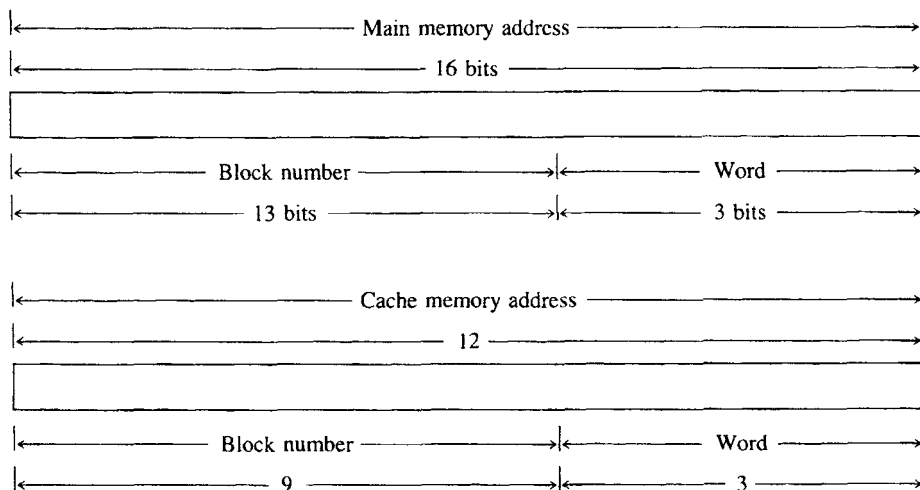 Main memory address
16 bits
Block number Word
13 bits 3 bits
Cache memory address
12
Block number Word
9 3